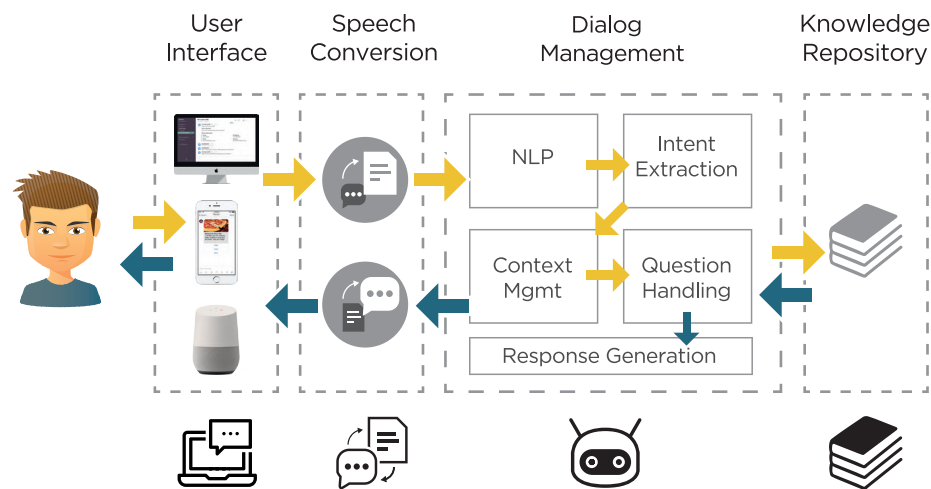 User
Interface
Speech
Conversion
Dialog
Management
Knowledge
Repository
NLP
Intent
Extraction
Context
Mgmt
Question
Handling
Response Generation